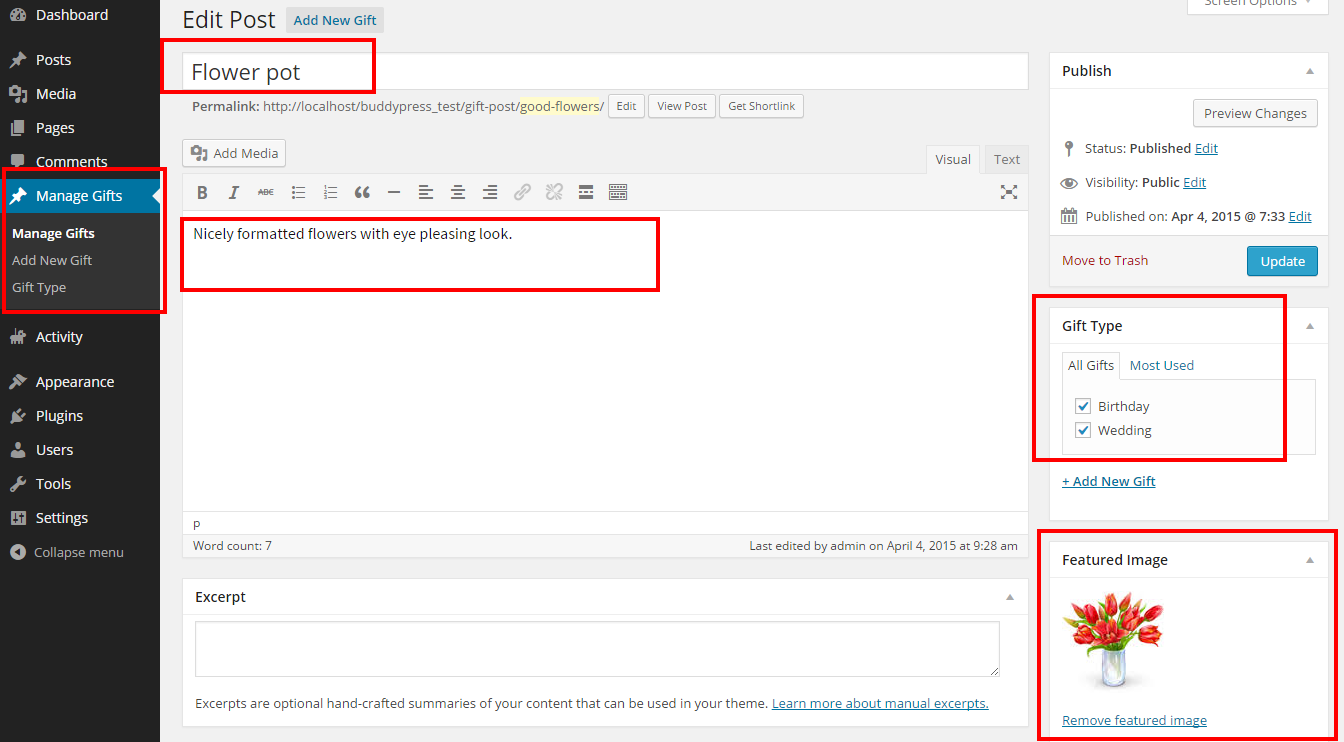 Dashboard
Posts
Media
Pages
Comments
Manage Gifts
Manage Gifts
Add New Gift
Gift Type
Activity
Appearance
Plugins
Users
Tools
Settings
Collapse menu
Screen Options
Edit Post Add New Gift
Flower pot
Permalink: http://localhost/buddypress_test/gift-post/good-flowers/ Edit View Post Get Shortlink
Add Media
Visual Text
B I ABC
Nicely formatted flowers with eye pleasing look.
p
Word count: 7 Last edited by admin on April 4, 2015 at 9:28 am
Excerpt
Excerpts are optional hand-crafted summaries of your content that can be used in your theme. Learn more about manual excerpts.
Publish
Preview Changes
Status: Published Edit
Visibility: Public Edit
Published on: Apr 4, 2015 @ 7:33 Edit
Move to Trash Update
Gift Type
All Gifts Most Used
Birthday
Wedding
+ Add New Gift
Featured Image
Remove featured image